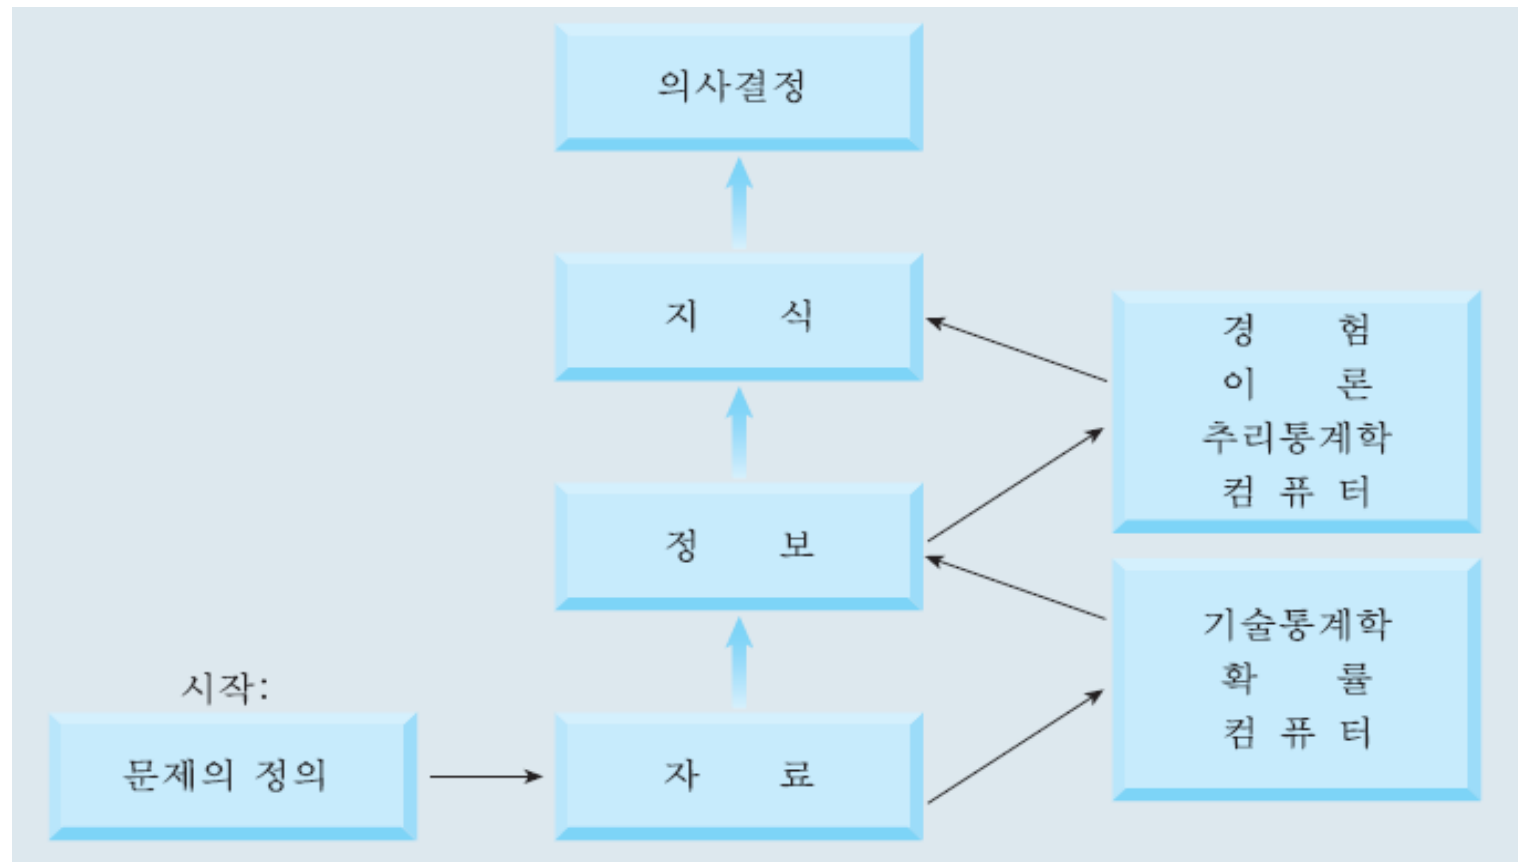 의사결정
지 식
경 험
이 론
추리통계학
컴 퓨 터
정 보
기술통계학
확 률
컴 퓨 터
시작:
문제의 정의
자 료